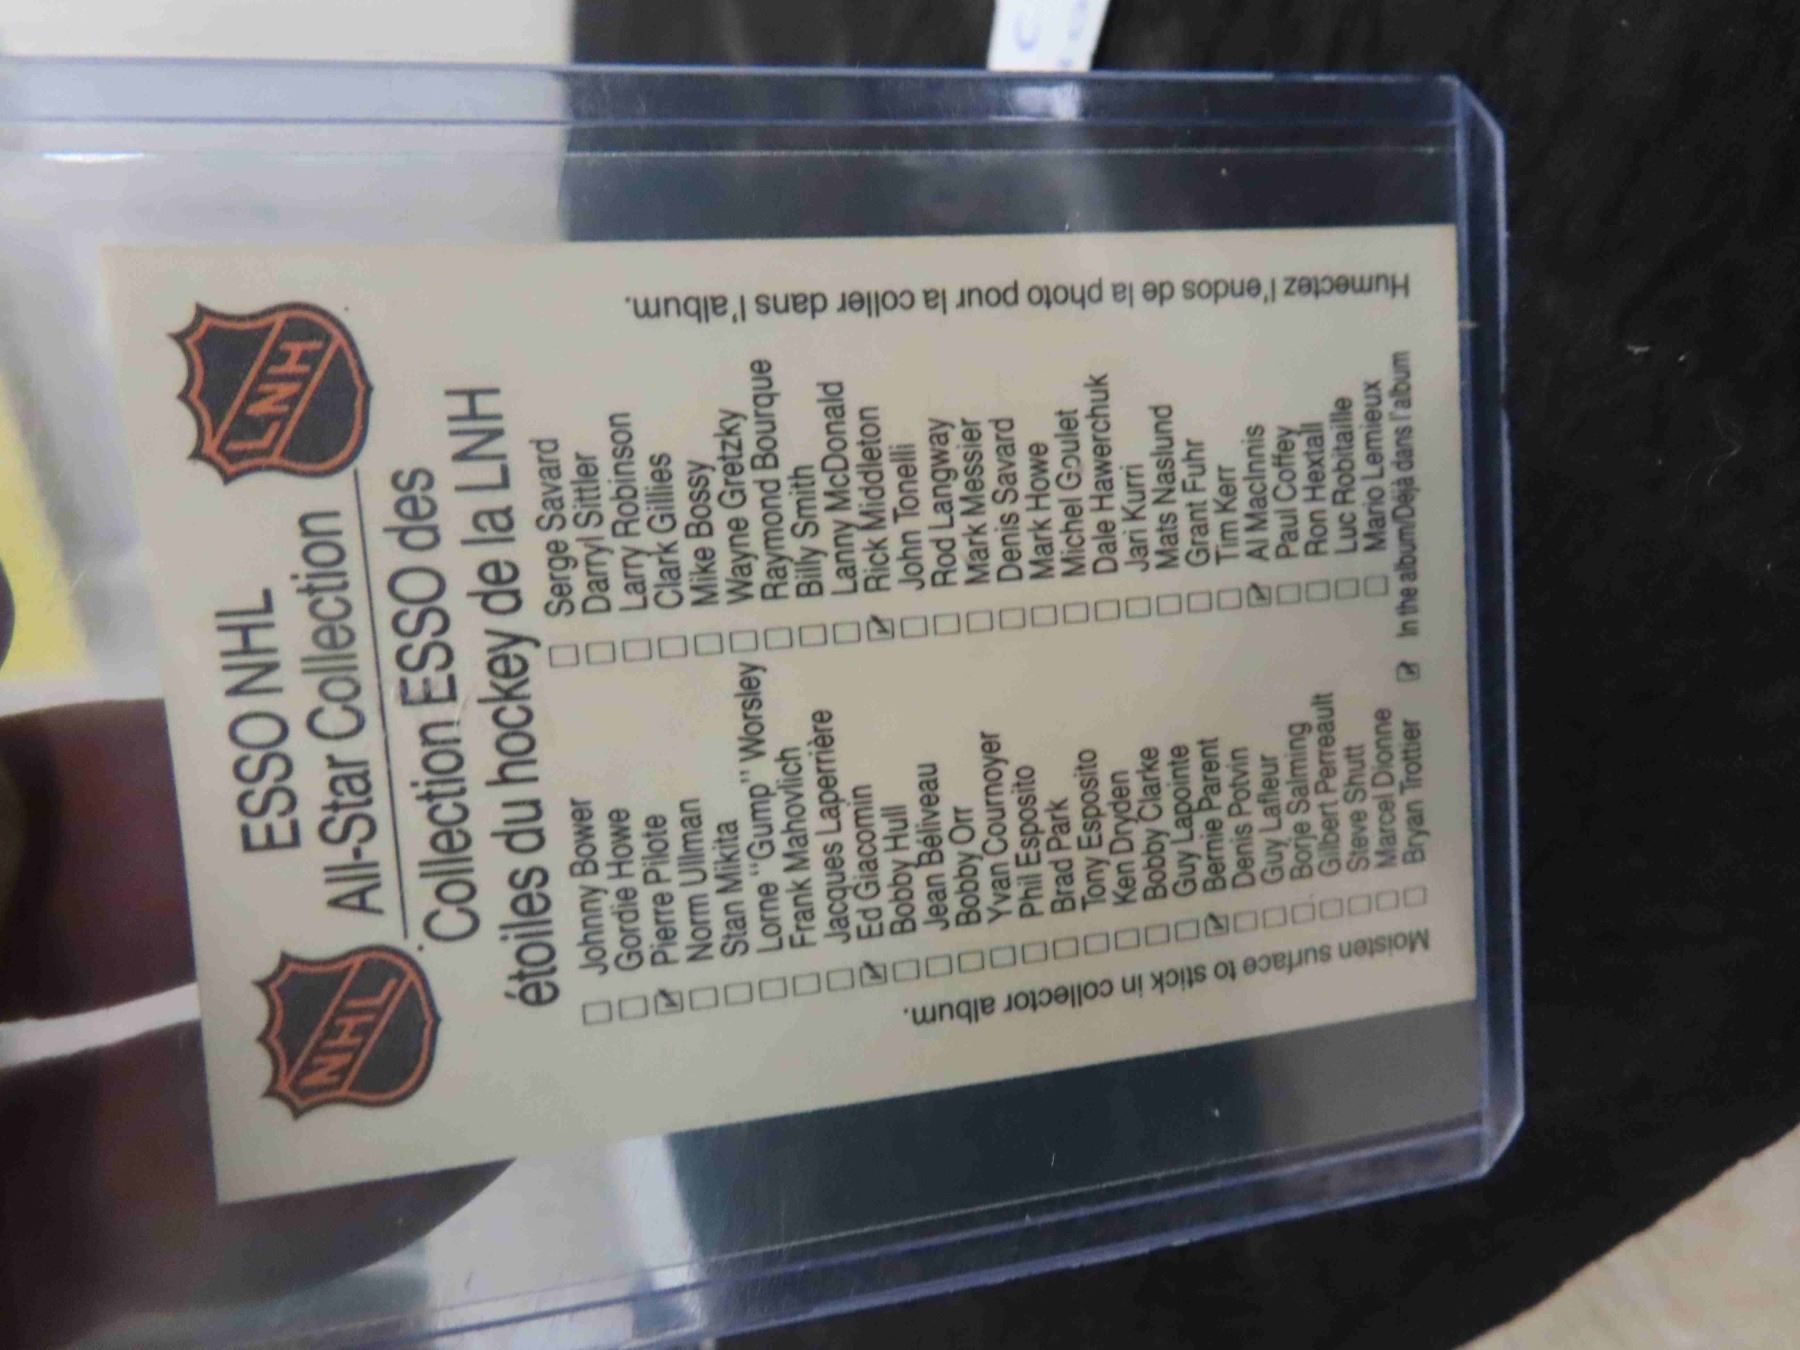 NHL
LNH
ESSO NHL
All-Star Collection
Collection ESSO des
étoiles du hockey de la LNH
Johnny Bower
Gordie Howe
Pierre Pilote
Norm Ullman
Stan Mikita
Lorne "Gump" Worsley
Frank Mahovlich
Jacques Laperrière
Ed Giacomin
Bobby Hull
Jean Béliveau
Bobby Orr
Yvan Cournoyer
Phil Esposito
Brad Park
Tony Esposito
Ken Dryden
Bobby Clarke
Guy Lapointe
Bernie Parent
Denis Potvin
Guy Lafleur
Borje Salming
Gilbert Perreault
Steve Shutt
Marcel Dionne
Bryan Trottier
Serge Savard
Darryl Sittler
Larry Robinson
Clark Gillies
Mike Bossy
Wayne Gretzky
Raymond Bourque
Billy Smith
Lanny McDonald
Rick Middleton
John Tonelli
Rod Langway
Mark Messier
Denis Savard
Mark Howe
Michel Goulet
Dale Hawerchuk
Jari Kurri
Mats Naslund
Grant Fuhr
Tim Kerr
Al MacInnis
Paul Coffey
Ron Hextall
Luc Robitaille
Mario Lemieux
In the album/Déjà dans l'album
Moisten surface to stick in collector album.
Humectez l'endos de la photo pour la coller dans l'album.